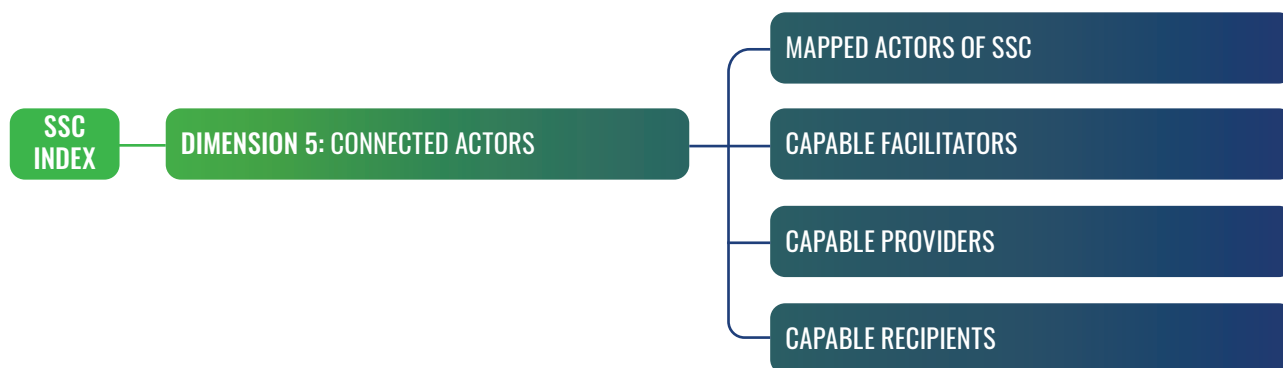 SSC
INDEX
DIMENSION 5: CONNECTED ACTORS
MAPPED ACTORS OF SSC
CAPABLE FACILITATORS
CAPABLE PROVIDERS
CAPABLE RECIPIENTS